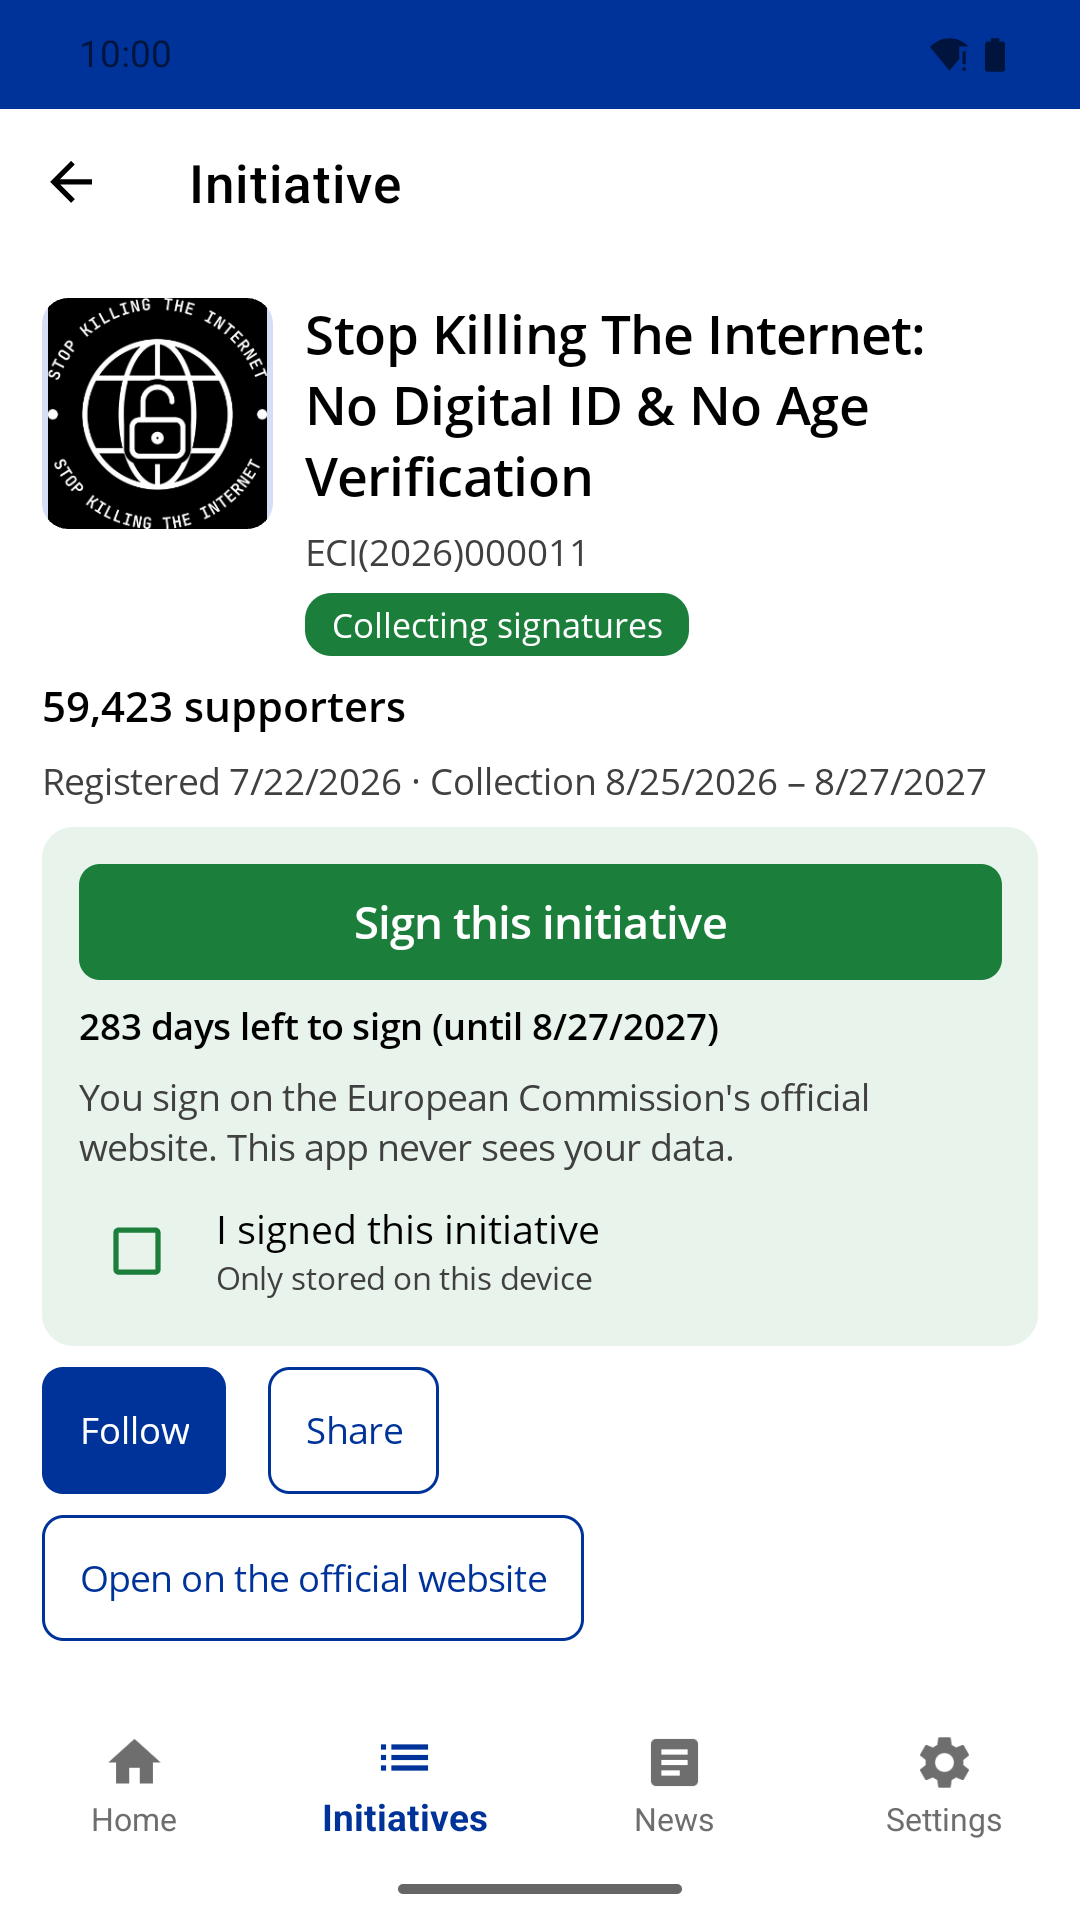 10:00
Initiative
STOP KILLING THE INTERNET
STOP KILLING THE INTERNET
Stop Killing The Internet:
No Digital ID & No Age
Verification
ECI(2026)000011
Collecting signatures
59,423 supporters
Registered 7/22/2026 · Collection 8/25/2026 – 8/27/2027
Sign this initiative
283 days left to sign (until 8/27/2027)
You sign on the European Commission's official
website. This app never sees your data.
I signed this initiative
Only stored on this device
Follow
Share
Open on the official website
Home
Initiatives
News
Settings